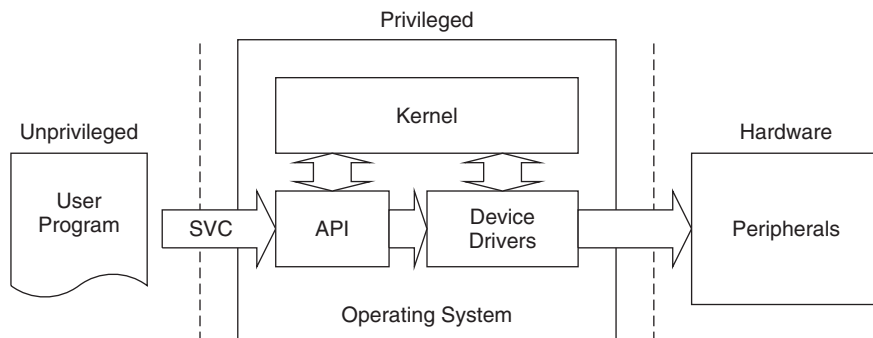 Privileged
Unprivileged
Kernel
Hardware
User
Program
SVC
API
Device
Drivers
Peripherals
Operating System